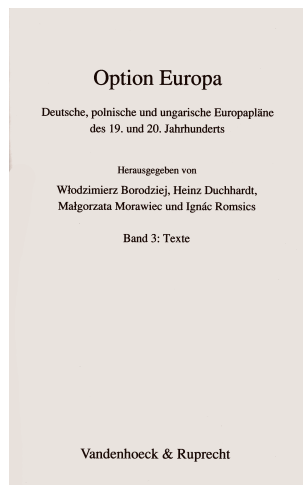 Option Europa
Deutsche, polnische und ungarische Europapläne
des 19. und 20. Jahrhunderts
Herausgegeben von
Włodzimierz Borodziej, Heinz Duchhardt,
Małgorzata Morawiec und Ignác Romsics
Band 3: Texte
Vandenhoeck & Ruprecht